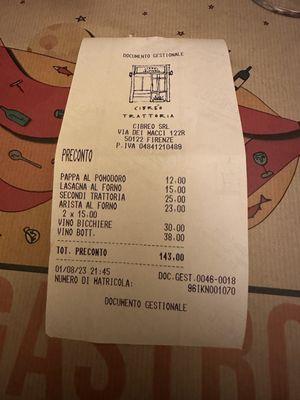 DOCUMENTO GESTIONALE
CIBREO
TRATTORIA
CIBREO SRL
VIA DEI MACCI 122R
50122 FIRENZE
P.IVA 04841210489
PRECONTO
PAPPA AL POMODORO 12.00
LASAGNA AL FORNO 15.00
SECONDI TRATTORIA 25.00
ARISTA AL FORNO 23.00
2 x 15.00
VINO BICCHIERE 30.00
VINO BOTT. 38.00
TOT. PRECONTO 143.00
01/08/23 21:45 DOC.GEST.0046-0018
NUMERO DI MATRICOLA: 96IKN001070
DOCUMENTO GESTIONALE
GASTRO